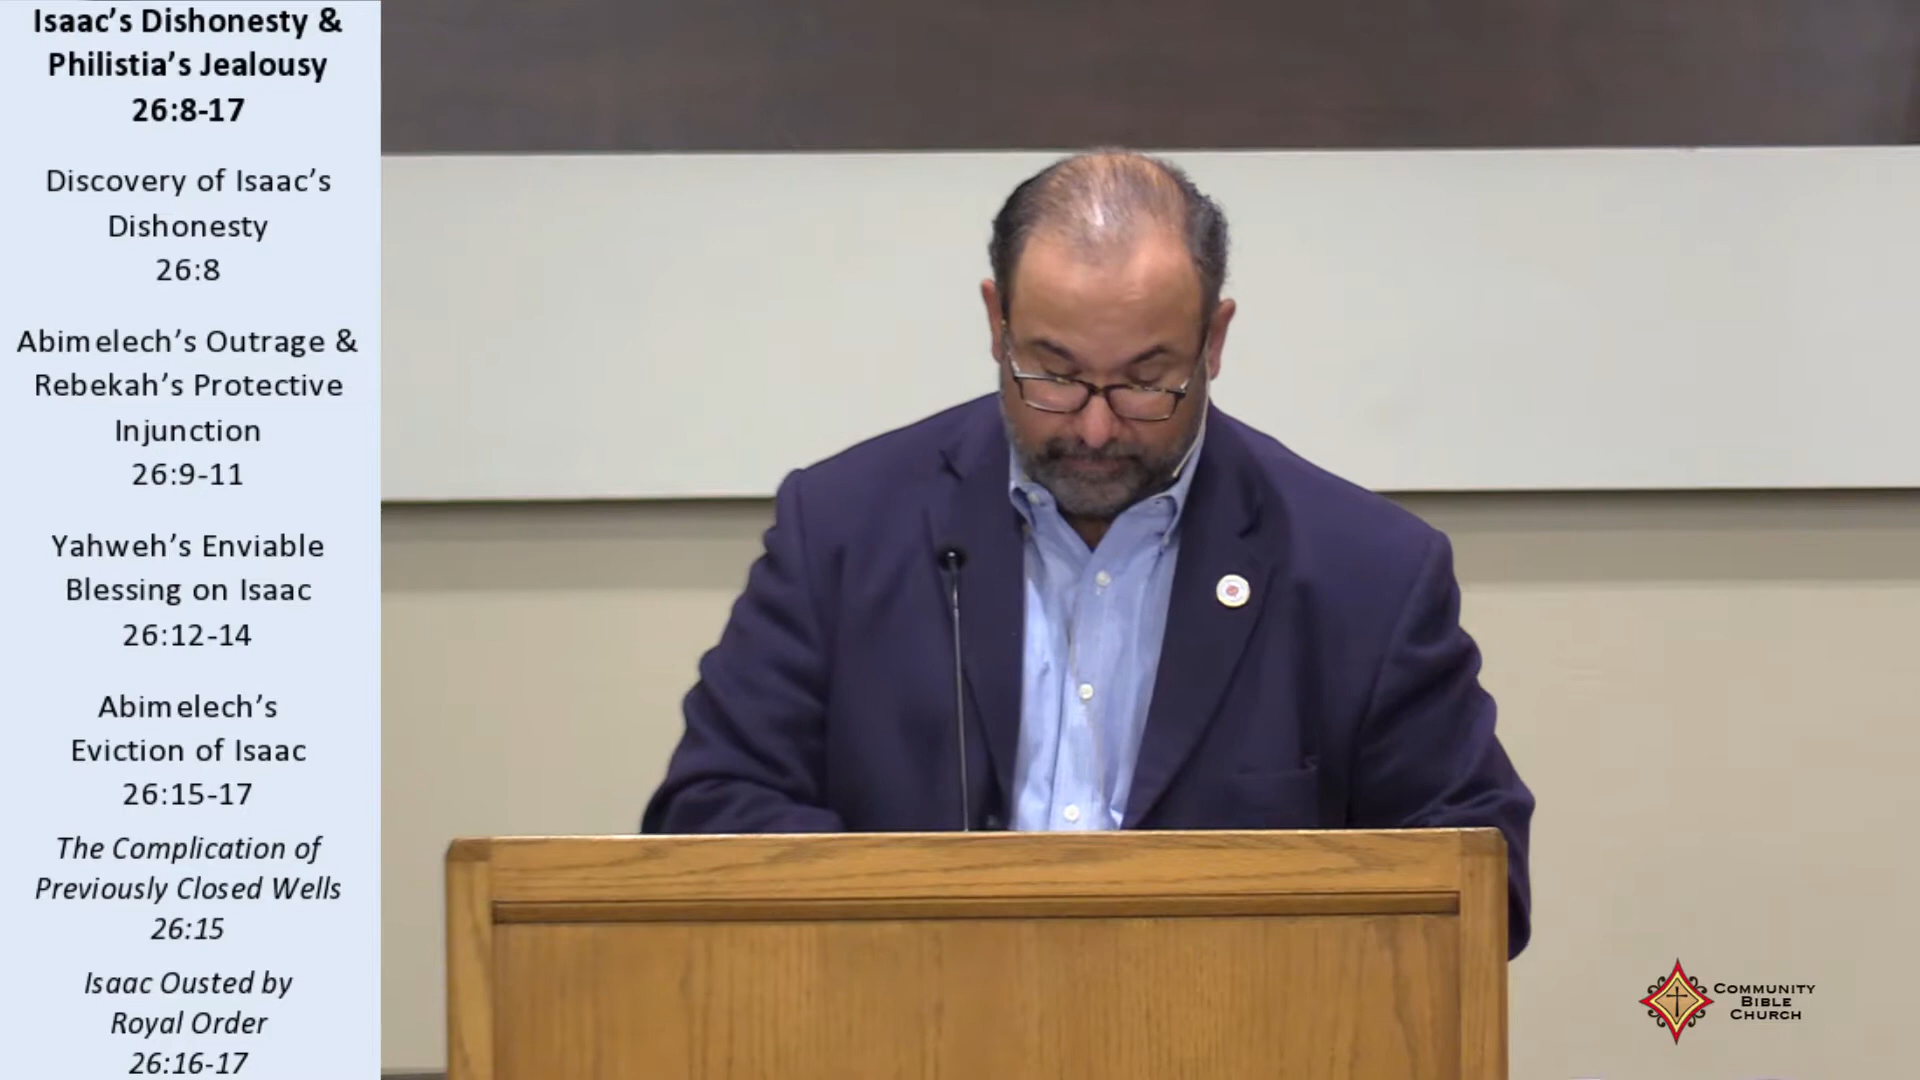 Isaac’s Dishonesty &
Philistia’s Jealousy
26:8-17
Discovery of Isaac’s
Dishonesty
26:8
Abimelech’s Outrage &
Rebekah’s Protective
Injunction
26:9-11
Yahweh’s Enviable
Blessing on Isaac
26:12-14
Abimelech’s
Eviction of Isaac
26:15-17
The Complication of
Previously Closed Wells
26:15
Isaac Ousted by
Royal Order
26:16-17
COMMUNITY
BIBLE
CHURCH